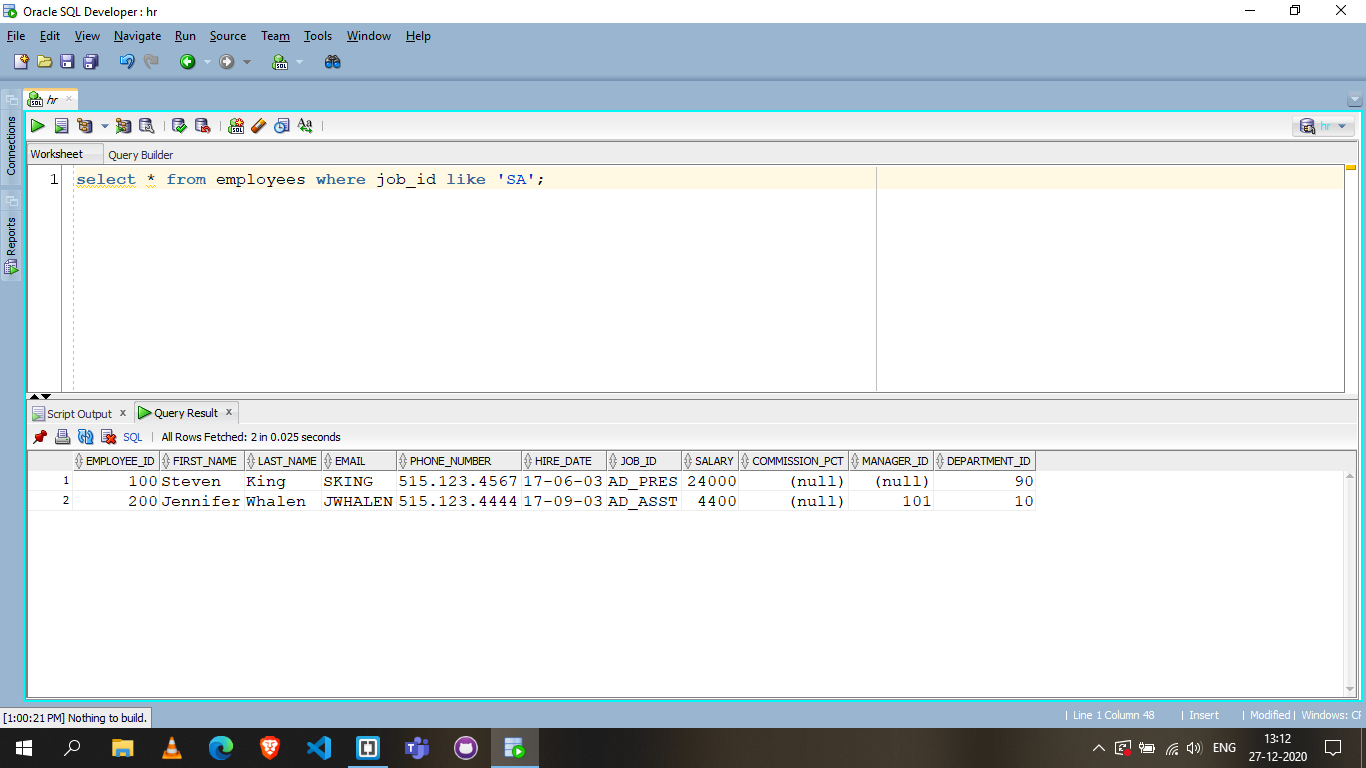 Oracle SQL Developer : hr
File Edit View Navigate Run Source Team Tools Window Help
hr
Connections
Reports
hr
Worksheet Query Builder
1 select * from employees where job_id like 'SA';
Script Output x Query Result x
SQL | All Rows Fetched: 2 in 0.025 seconds
EMPLOYEE_ID FIRST_NAME LAST_NAME EMAIL PHONE_NUMBER HIRE_DATE JOB_ID SALARY COMMISSION_PCT MANAGER_ID DEPARTMENT_ID
1 100 Steven King SKING 515.123.4567 17-06-03 AD_PRES 24000 (null) (null) 90
2 200 Jennifer Whalen JWHALEN 515.123.4444 17-09-03 AD_ASST 4400 (null) 101 10
[1:00:21 PM] Nothing to build.
| Line 1 Column 48 | Insert | Modified | Windows: CF
ENG
13:12
27-12-2020